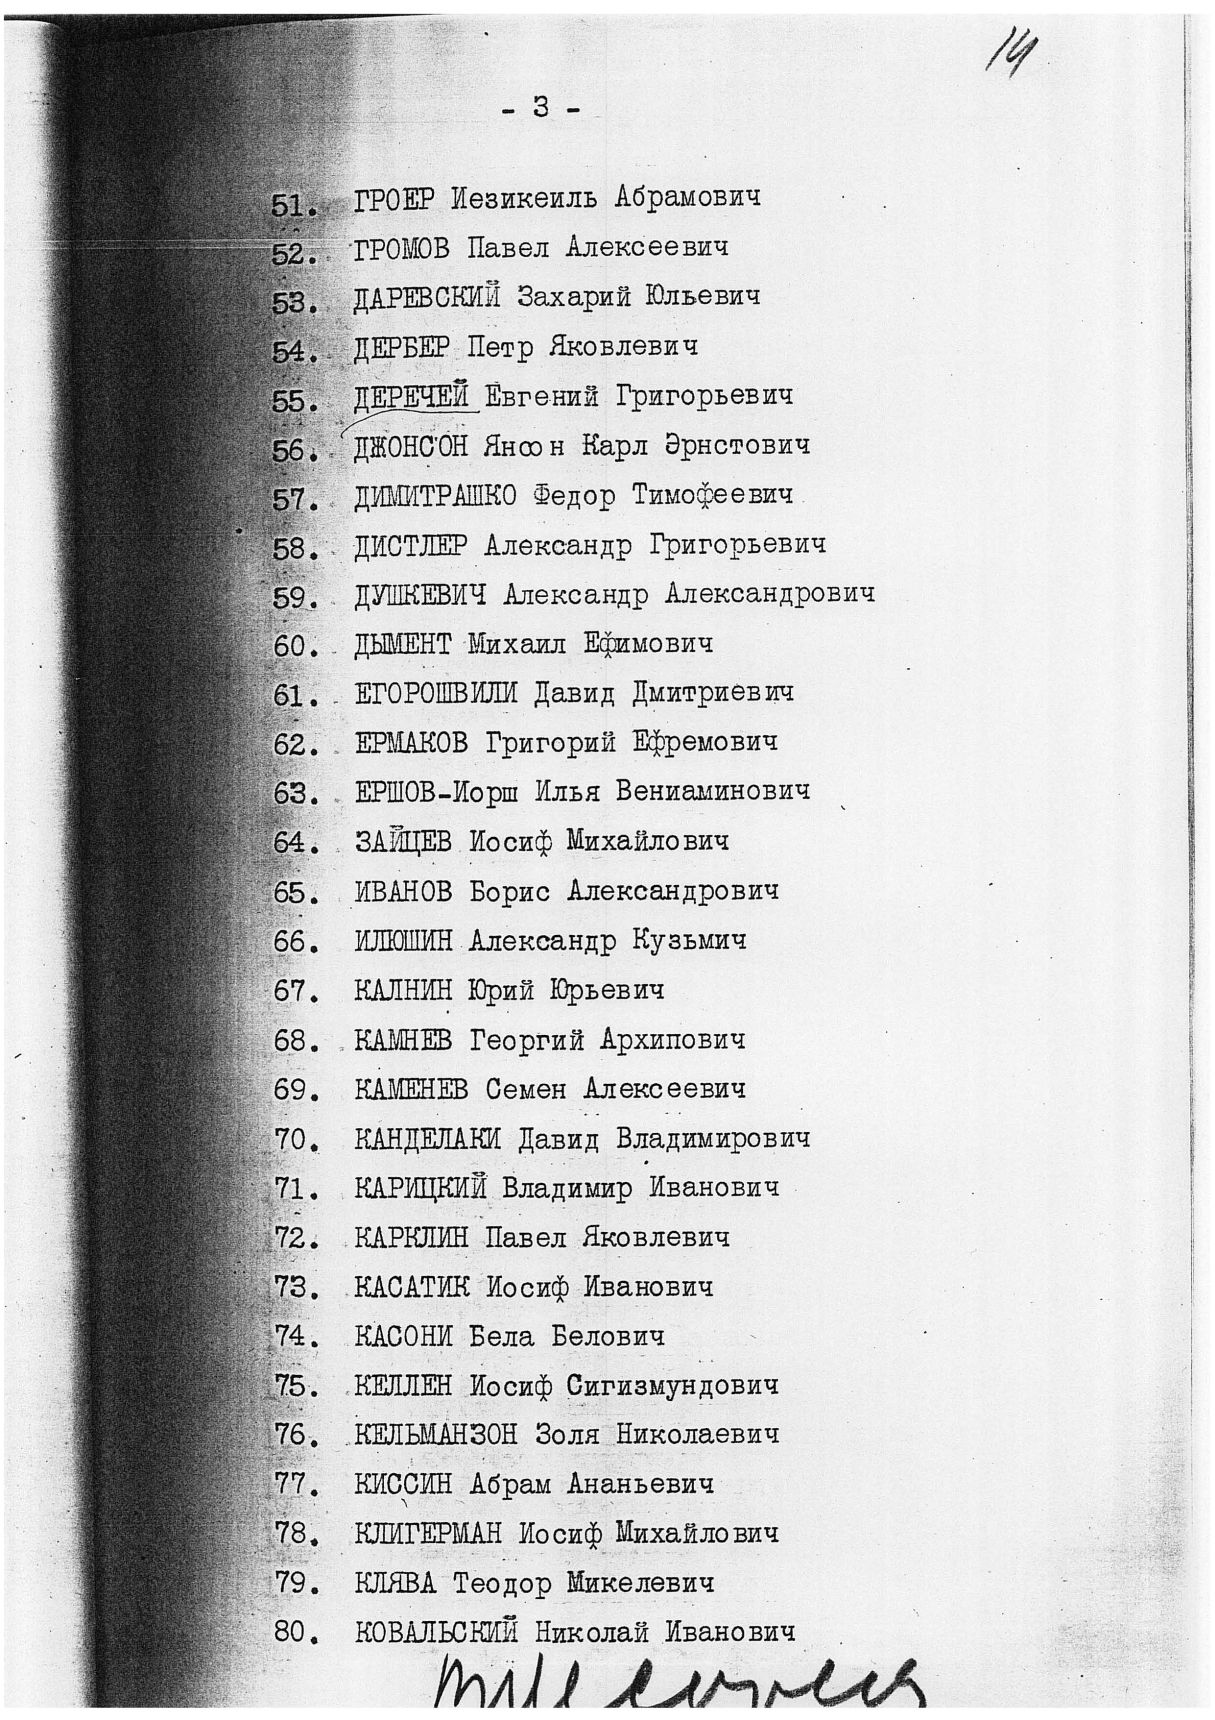 14
- 3 -
51. ГРОЕР Иезикеиль Абрамович
52. ГРОМОВ Павел Алексеевич
53. ДАРЕВСКИЙ Захарий Юльевич
54. ДЕРБЕР Петр Яковлевич
55. ДЕРЕЧЕЙ Евгений Григорьевич
56. ДЖОНСОН Янсон Карл Эрнстович
57. ДИМИТРАШКО Федор Тимофеевич
58. ДИСТЛЕР Александр Григорьевич
59. ДУШКЕВИЧ Александр Александрович
60. ДЫМЕНТ Михаил Ефимович
61. ЕГОРОШВИЛИ Давид Дмитриевич
62. ЕРМАКОВ Григорий Ефремович
63. ЕРШОВ-Иорш Илья Вениаминович
64. ЗАЙЦЕВ Иосиф Михайлович
65. ИВАНОВ Борис Александрович
66. ИЛЮШИН Александр Кузьмич
67. КАЛНИН Юрий Юрьевич
68. КАМНЕВ Георгий Архипович
69. КАМЕНЕВ Семен Алексеевич
70. КАНДЕЛАКИ Давид Владимирович
71. КАРИЦКИЙ Владимир Иванович
72. КАРКЛИН Павел Яковлевич
73. КАСАТИК Иосиф Иванович
74. КАСОНИ Бела Белович
75. КЕЛЛЕН Иосиф Сигизмундович
76. КЕЛЬМАНЗОН Золя Николаевич
77. КИССИН Абрам Ананьевич
78. КЛИГЕРМАН Иосиф Михайлович
79. КЛЯВА Теодор Микелевич
80. КОВАЛЬСКИЙ Николай Иванович